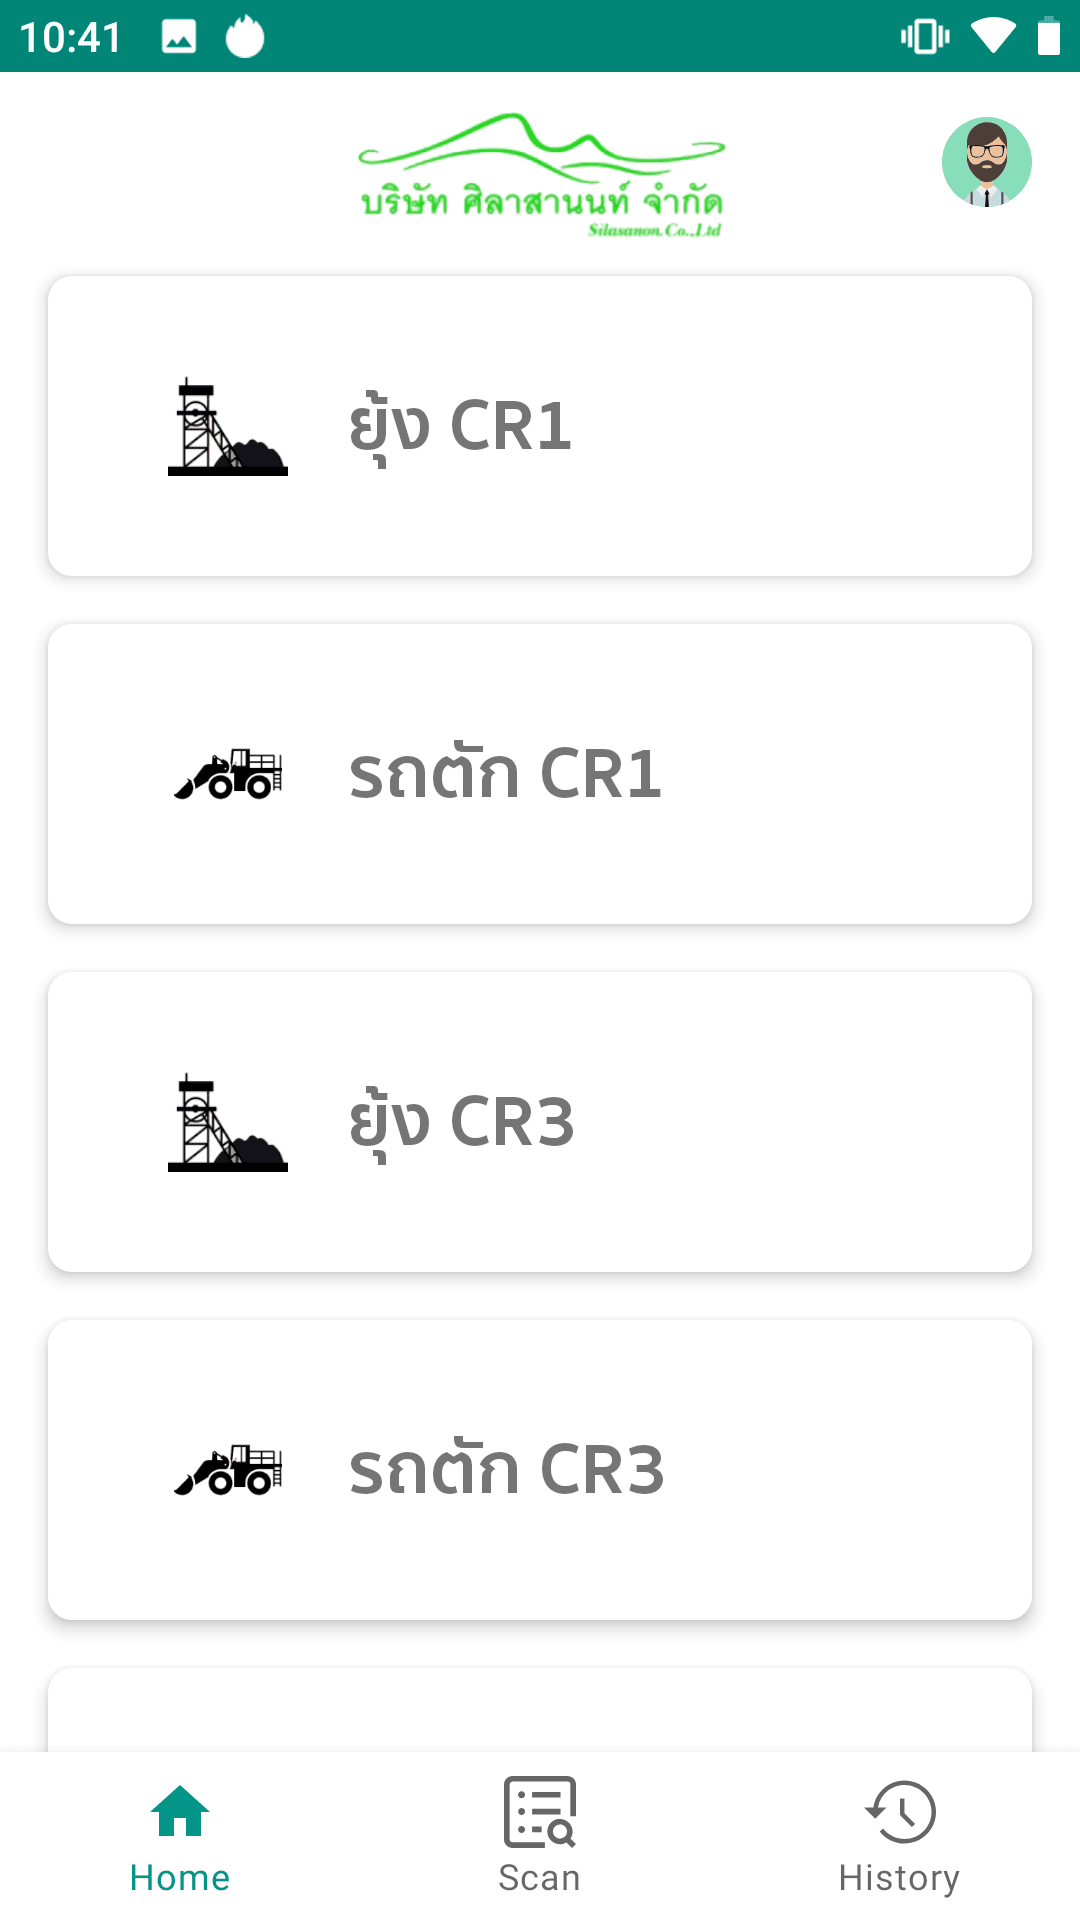 10:41
บริษัท ศิลาสานนท์ จำกัด
Silasanon.Co.,Ltd
ยุ้ง CR1
รถตัก CR1
ยุ้ง CR3
รถตัก CR3
Home
Scan
History